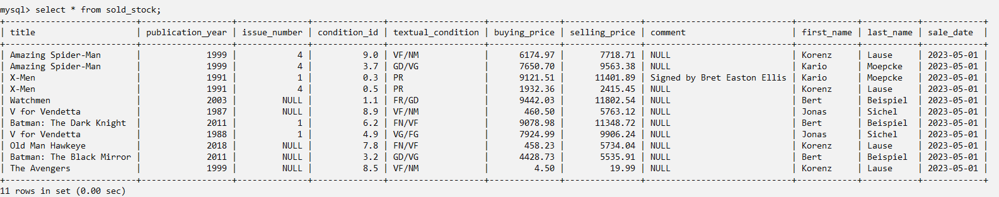 mysql> select * from sold_stock;
+--------------------------+------------------+--------------+--------------+-------------------+--------------+---------------+-----------------------------+------------+-----------+------------+
| title                    | publication_year | issue_number | condition_id | textual_condition | buying_price | selling_price | comment                     | first_name | last_name | sale_date  |
+--------------------------+------------------+--------------+--------------+-------------------+--------------+---------------+-----------------------------+------------+-----------+------------+
| Amazing Spider-Man       |             1999 |            4 |          9.0 | VF/NM             |      6174.97 |       7718.71 | NULL                        | Korenz     | Lause     | 2023-05-01 |
| Amazing Spider-Man       |             1999 |            4 |          3.7 | GD/VG             |      7650.70 |       9563.38 | NULL                        | Kario      | Moepcke   | 2023-05-01 |
| X-Men                    |             1991 |            1 |          0.3 | PR                |      9121.51 |      11401.89 | Signed by Bret Easton Ellis | Kario      | Moepcke   | 2023-05-01 |
| X-Men                    |             1991 |            4 |          0.5 | PR                |      1932.36 |       2415.45 | NULL                        | Korenz     | Lause     | 2023-05-01 |
| Watchmen                 |             2003 |         NULL |          1.1 | FR/GD             |      9442.03 |      11802.54 | NULL                        | Bert       | Beispiel  | 2023-05-01 |
| V for Vendetta           |             1987 |         NULL |          8.9 | VF/NM             |       460.50 |       5763.12 | NULL                        | Jonas      | Sichel    | 2023-05-01 |
| Batman: The Dark Knight  |             2011 |            1 |          6.2 | FN/VF             |      9078.98 |      11348.72 | NULL                        | Bert       | Beispiel  | 2023-05-01 |
| V for Vendetta           |             1988 |            1 |          4.9 | VG/FG             |      7924.99 |       9906.24 | NULL                        | Jonas      | Sichel    | 2023-05-01 |
| Old Man Hawkeye          |             2018 |         NULL |          7.8 | FN/VF             |       458.23 |       5734.04 | NULL                        | Korenz     | Lause     | 2023-05-01 |
| Batman: The Black Mirror |             2011 |         NULL |          3.2 | GD/VG             |      4428.73 |       5535.91 | NULL                        | Bert       | Beispiel  | 2023-05-01 |
| The Avengers             |             1999 |         NULL |          8.5 | VF/NM             |         4.50 |         19.99 | NULL                        | Korenz     | Lause     | 2023-05-01 |
+--------------------------+------------------+--------------+--------------+-------------------+--------------+---------------+-----------------------------+------------+-----------+------------+
11 rows in set (0.00 sec)